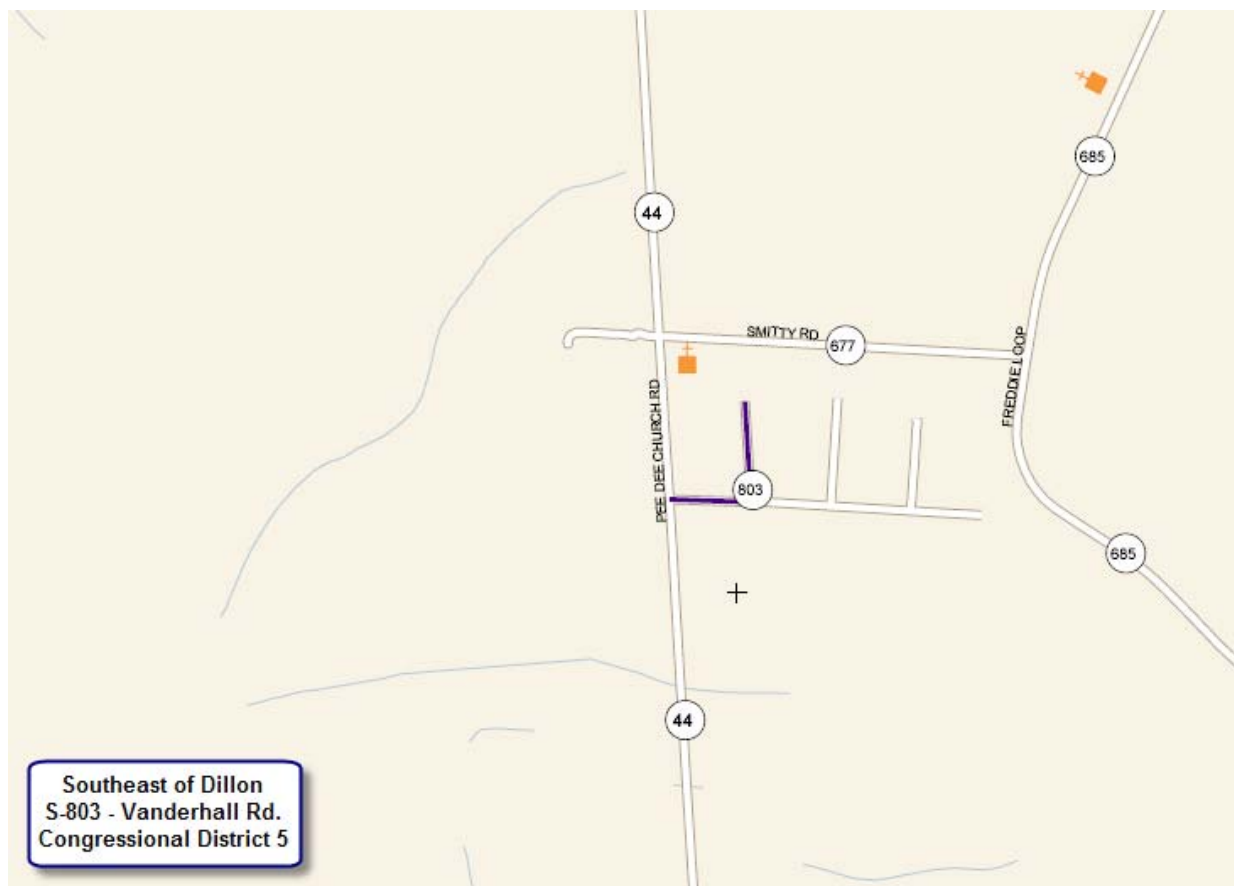 685
44
SMITTY RD
677
FREDDIE LOOP
PEE DEE CHURCH RD
803
685
44
Southeast of Dillon
S-803 - Vanderhall Rd.
Congressional District 5